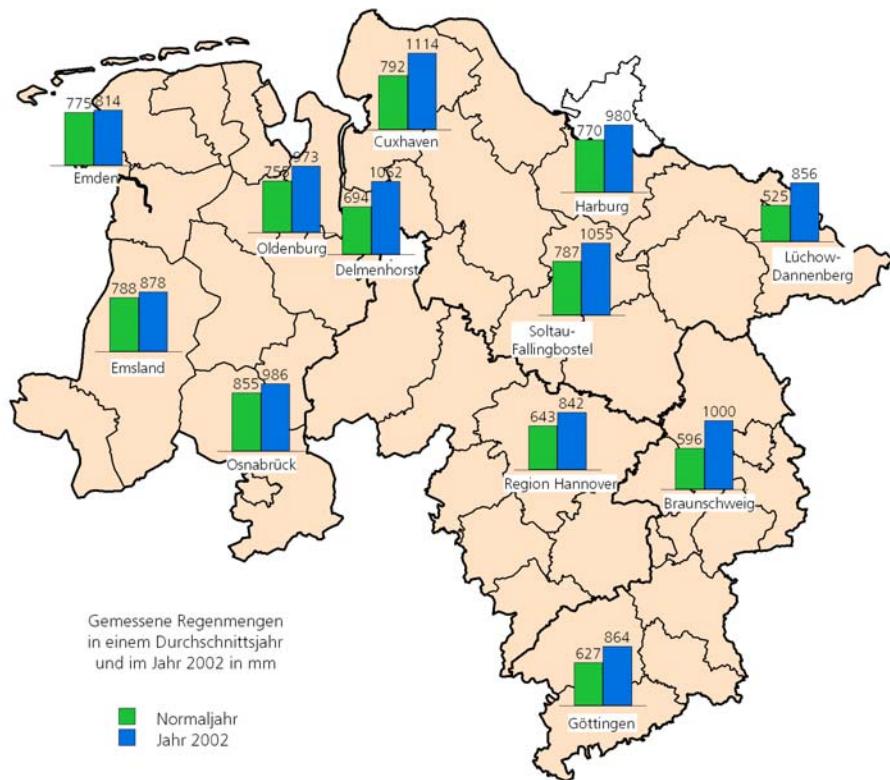 1114
792
Cuxhaven
775 814
Emden
770 980
Harburg
755 973
Oldenburg
694 1062
Delmenhorst
856
525
Lüchow-
Dannenberg
787 1055
Soltau-
Fallingbostel
788 878
Emsland
855 986
Osnabrück
643 842
Region Hannover
1000
596
Braunschweig
Gemessene Regenmengen
in einem Durchschnittsjahr
und im Jahr 2002 in mm
Normaljahr
Jahr 2002
864
627
Göttingen